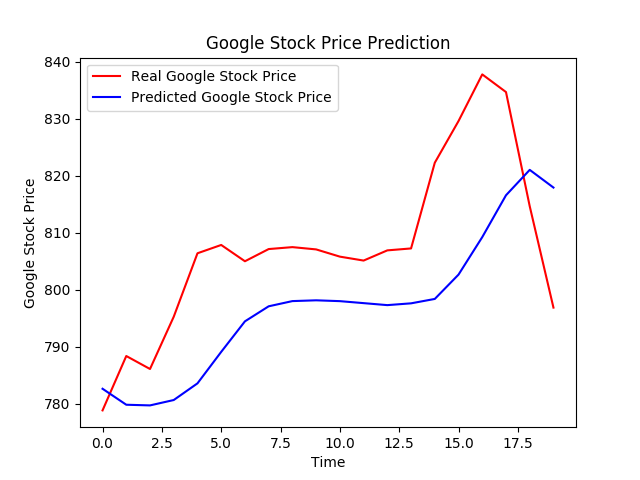 Google Stock Price Prediction
Real Google Stock Price
Predicted Google Stock Price
Google Stock Price
840
830
820
810
800
790
780
0.0 2.5 5.0 7.5 10.0 12.5 15.0 17.5
Time